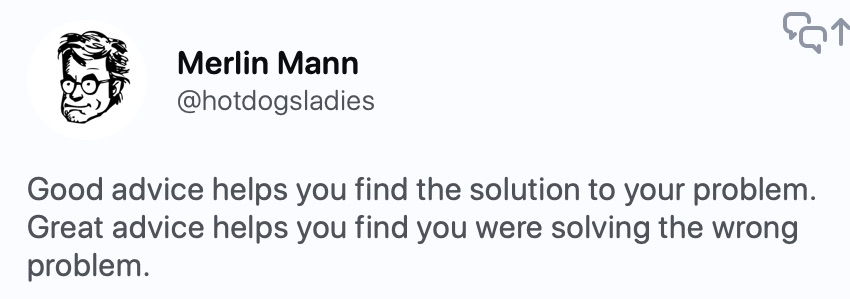 Merlin Mann
@hotdogsladies
Good advice helps you find the solution to your problem.
Great advice helps you find you were solving the wrong
problem.